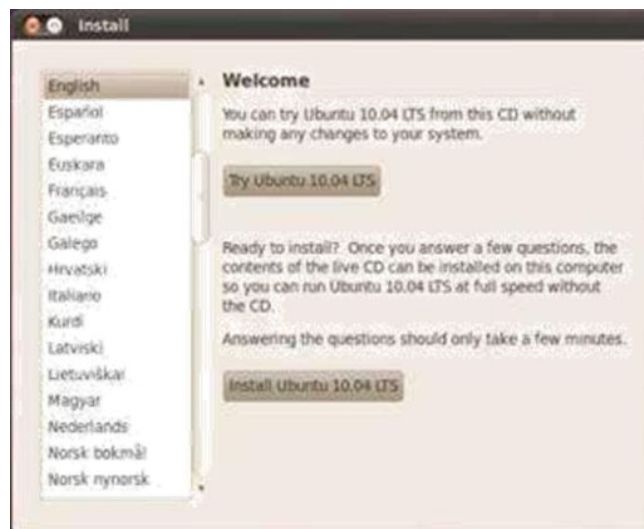 Install
English
Español
Esperanto
Euskara
Français
Gaeilge
Galego
Hrvatski
Italiano
Kurdî
Latviski
Lietuviškai
Magyar
Nederlands
Norsk bokmål
Norsk nynorsk
Welcome
You can try Ubuntu 10.04 LTS from this CD without
making any changes to your system.
Try Ubuntu 10.04 LTS
Ready to install? Once you answer a few questions, the
contents of the live CD can be installed on this computer
so you can run Ubuntu 10.04 LTS at full speed without
the CD.
Answering the questions should only take a few minutes.
Install Ubuntu 10.04 LTS